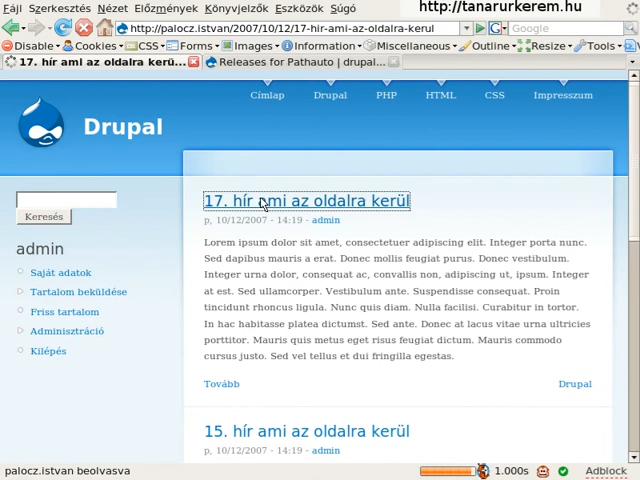 Fájl Szerkesztés Nézet Előzmények Könyvjelzők Eszközök Súgó
http://tanarurkerem.hu
http://palocz.istvan/2007/10/12/17-hir-ami-az-oldalra-kerul
Google
Disable Cookies CSS Forms Images Information Miscellaneous Outline Resize Tools
17. hír ami az oldalra kerü...
Releases for Pathauto | drupal...
Címlap Drupal PHP HTML CSS Impresszum
Drupal
17. hír ami az oldalra kerül
p, 10/12/2007 - 14:19 - admin
Keresés
Lorem ipsum dolor sit amet, consectetuer adipiscing elit. Integer porta nunc.
Sed dapibus mauris a erat. Donec mollis feugiat purus. Donec vestibulum.
Integer urna dolor, consequat ac, convallis non, adipiscing ut, ipsum. Integer
at est. Sed ullamcorper. Vestibulum ante. Suspendisse consequat. Proin
tincidunt rhoncus ligula. Nunc quis diam. Nulla facilisi. Curabitur in tortor.
In hac habitasse platea dictumst. Sed ante. Donec at lacus vitae urna ultricies
porttitor. Mauris quis metus eget risus feugiat dictum. Mauris commodo
cursus justo. Sed vel tellus et dui fringilla egestas.
Tovább
Drupal
admin
Saját adatok
Tartalom beküldése
Friss tartalom
Adminisztráció
Kilépés
15. hír ami az oldalra kerül
p, 10/12/2007 - 14:19 - admin
palocz.istvan beolvasva
1.000s
Adblock